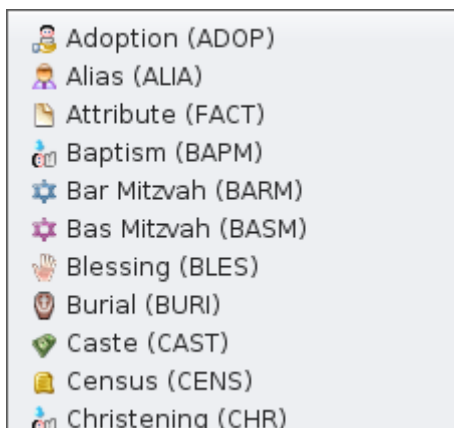 Adoption (ADOP)
Alias (ALIA)
Attribute (FACT)
Baptism (BAPM)
Bar Mitzvah (BARM)
Bas Mitzvah (BASM)
Blessing (BLES)
Burial (BURI)
Caste (CAST)
Census (CENS)
Christening (CHR)